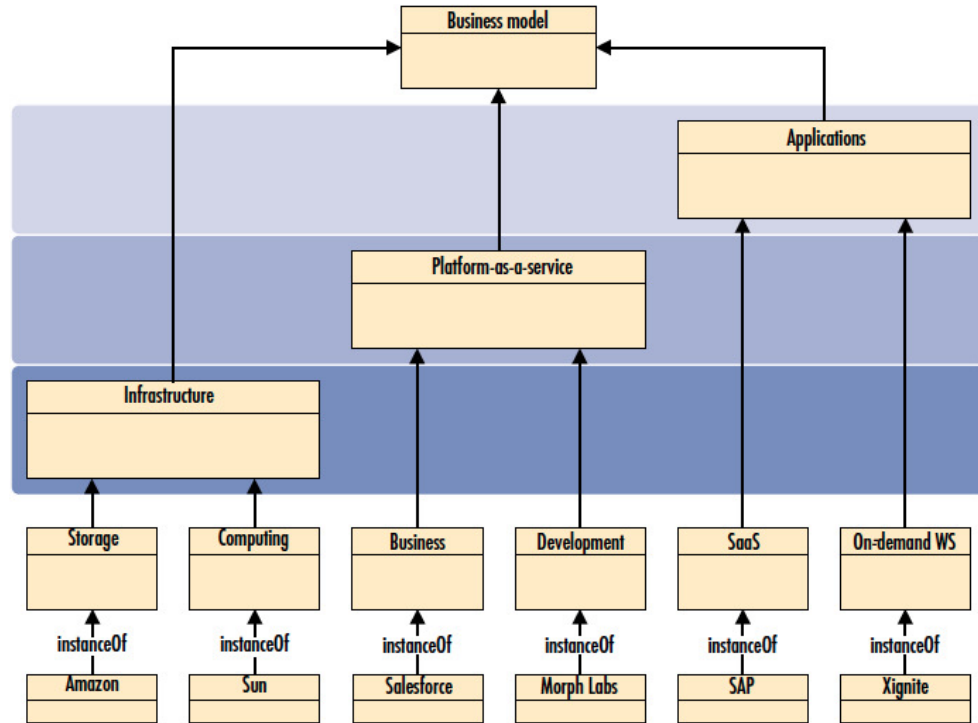 Business model
Applications
Platform-as-a-service
Infrastructure
Storage
Computing
Business
Development
SaaS
On-demand WS
instanceOf
instanceOf
instanceOf
instanceOf
instanceOf
instanceOf
Amazon
Sun
Salesforce
Morph Labs
SAP
Xignite